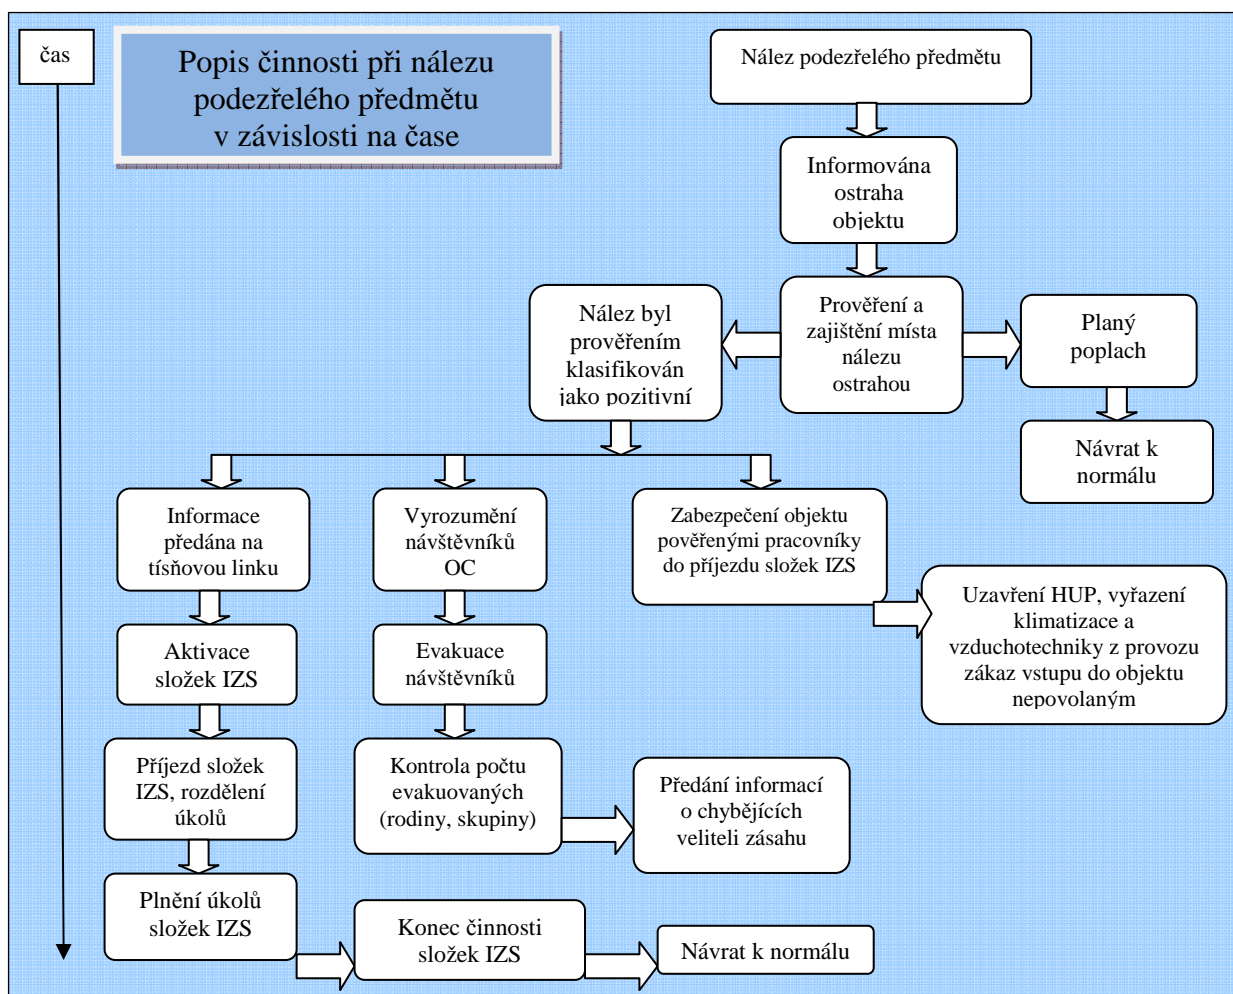 čas
Popis činnosti při nálezu
podezřelého předmětu
v závislosti na čase
Nález podezřelého předmětu
Informována
ostraha
objektu
Prověření a
zajištění místa
nálezu
ostrahou
Nález byl
prověřením
klasifikován
jako pozitivní
Planý
poplach
Návrat k
normálu
Informace
předána na
tísňovou linku
Vyrozumění
návštěvníků
OC
Zabezpečení objektu
pověřenými pracovníky
do příjezdu složek IZS
Uzavření HUP, vyřazení
klimatizace a
vzduchotechniky z provozu
zákaz vstupu do objektu
nepovolaným
Aktivace
složek IZS
Evakuace
návštěvníků
Příjezd složek
IZS, rozdělení
úkolů
Kontrola počtu
evakuovaných
(rodiny, skupiny)
Předání informací
o chybějících
veliteli zásahu
Plnění úkolů
složek IZS
Konec činnosti
složek IZS
Návrat k normálu